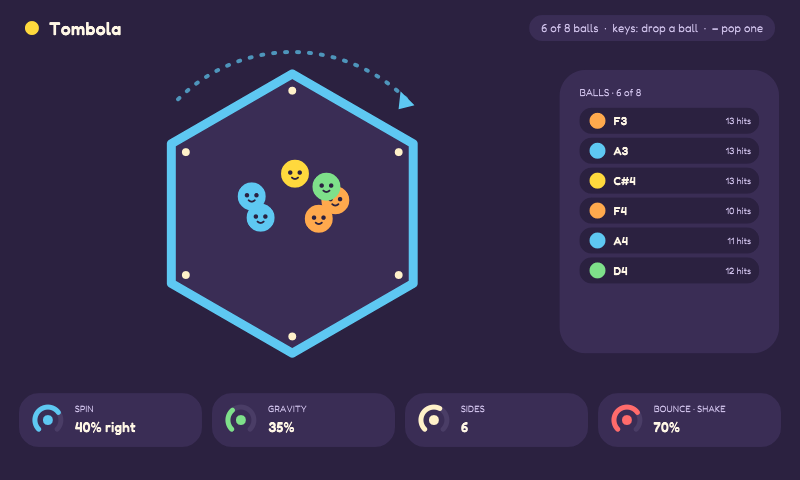 Tombola
6 of 8 balls · keys: drop a ball · – pop one
BALLS · 6 of 8
F3 13 hits
A3 13 hits
C#4 13 hits
F4 10 hits
A4 11 hits
D4 12 hits
SPIN
40% right
GRAVITY
35%
SIDES
6
BOUNCE · SHAKE
70%